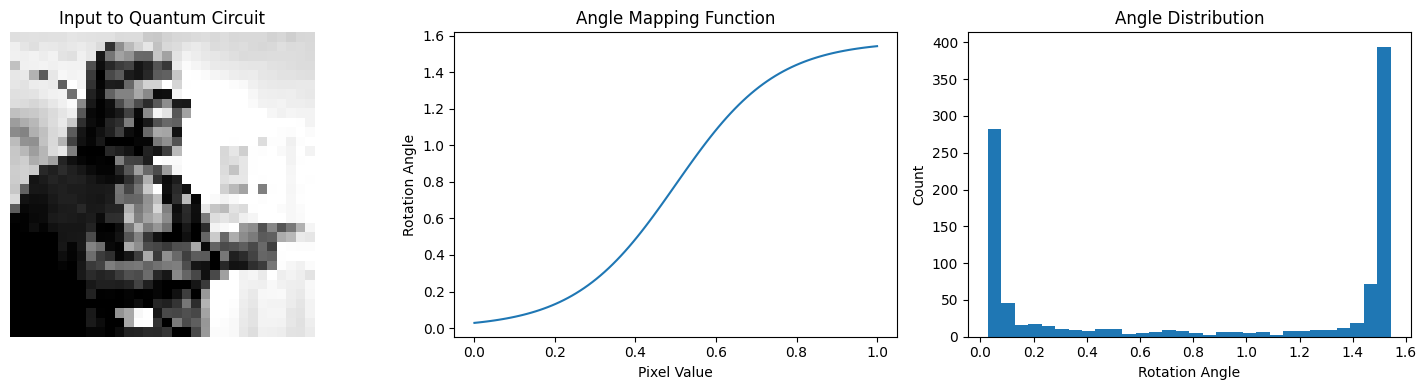 Input to Quantum Circuit
Angle Mapping Function
Rotation Angle
1.6
1.4
1.2
1.0
0.8
0.6
0.4
0.2
0.0
0.0 0.2 0.4 0.6 0.8 1.0
Pixel Value
Angle Distribution
Count
400
350
300
250
200
150
100
50
0
0.0 0.2 0.4 0.6 0.8 1.0 1.2 1.4 1.6
Rotation Angle